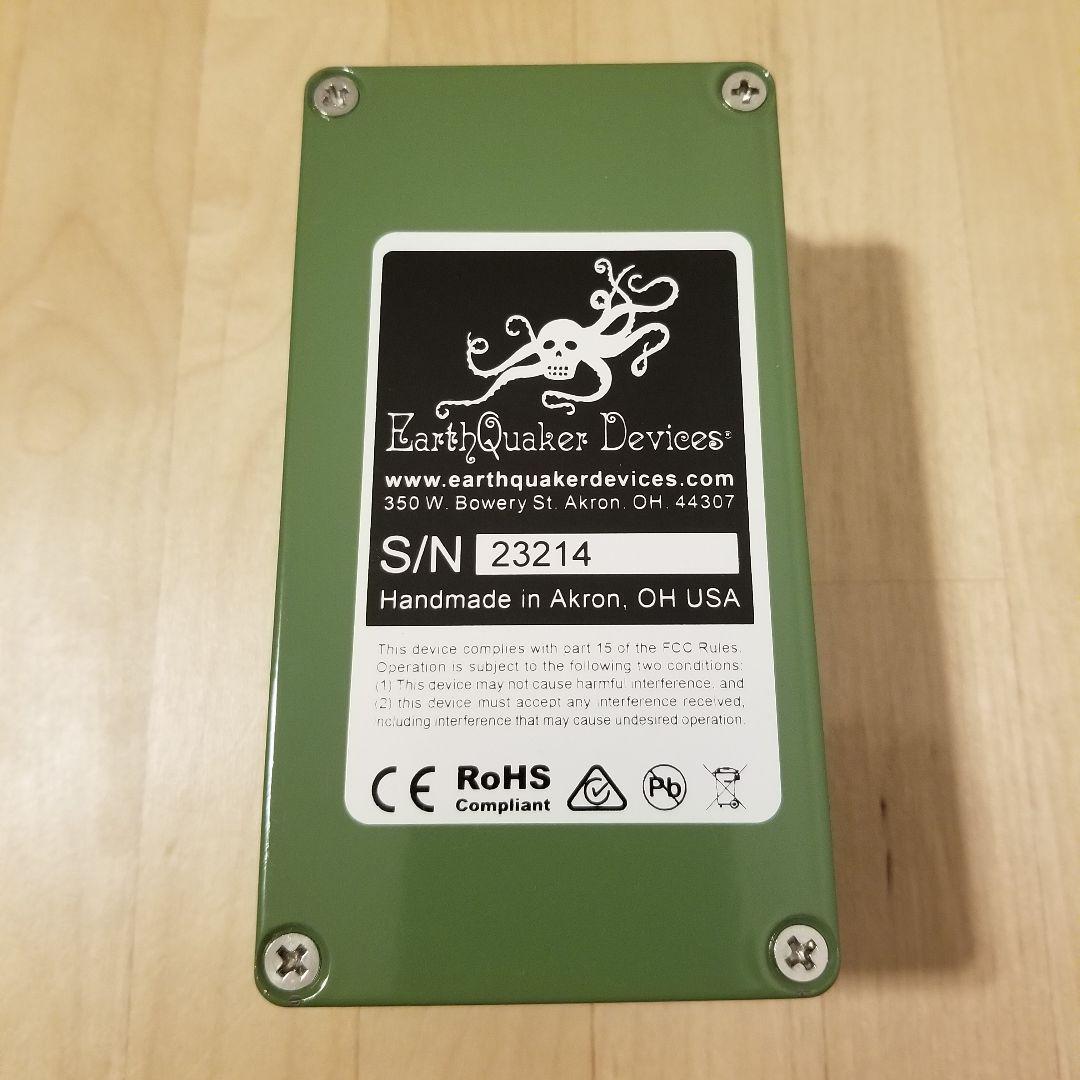 EarthQuaker Devices®
www.earthquakerdevices.com
350 W. Bowery St. Akron, OH. 44307
S/N 23214
Handmade in Akron, OH USA
This device complies with part 15 of the FCC Rules.
Operation is subject to the following two conditions:
(1) This device may not cause harmful interference, and
(2) this device must accept any interference received,
including interference that may cause undesired operation.
CE RoHS Pb
Compliant